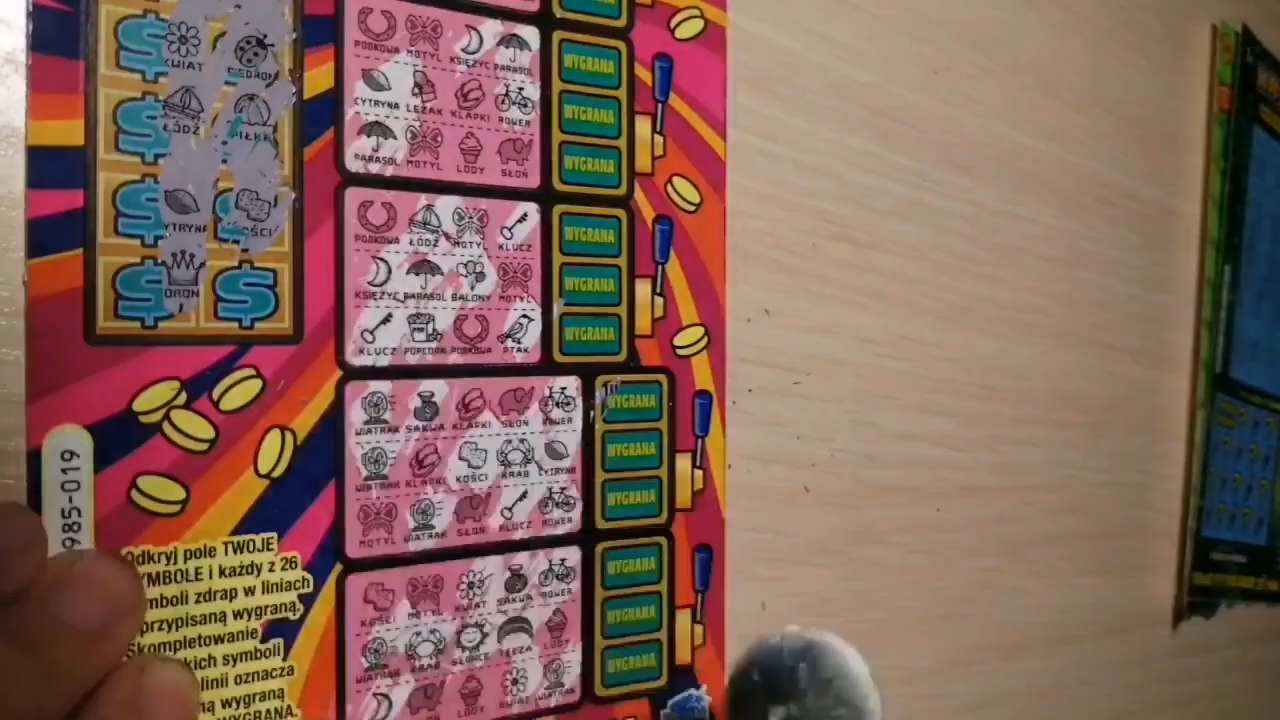 KWIAT
ŁÓDŹ PIŁKA
PODKOWA MOTYL KSIĘŻYC PARASOL
CYTRYNA LEŻAK KLAPKI ROWER
PARASOL MOTYL LODY SŁOŃ
WYGRANA
WYGRANA
WYGRANA
PODKOWA ŁÓDŹ MOTYL KLUCZ
KSIĘŻYC PARASOL BALONY MOTYL
KLUCZ POPCORN PODKOWA PTAK
WYGRANA
WYGRANA
WYGRANA
WIATRAK SAKWA KLAPKI SŁOŃ ROWER
WIATRAK KLAPKI KOŚCI KRAB CYTRYNA
MOTYL WIATRAK SŁOŃ KLUCZ ROWER
WYGRANA
WYGRANA
WYGRANA
KOŚCI MOTYL KWIAT SAKWA ROWER
WIATRAK KRAB SŁOŃCE TĘCZA LODY
WYGRANA
WYGRANA
WYGRANA
985-019
Odkryj pole TWOJE
SYMBOLE i każdy z 26
symboli zdrap w liniach
przypisaną wygraną.
Skompletowanie
symboli
linii oznacza
wygraną
WYGRANA.